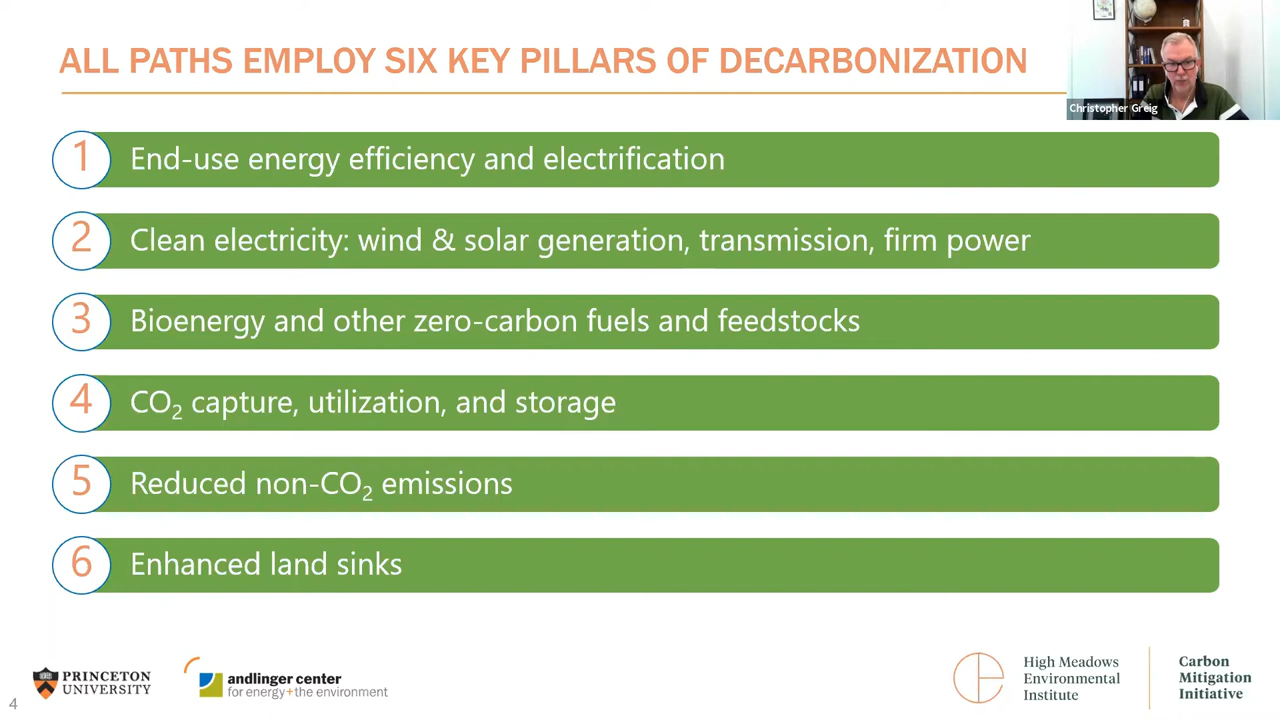 ALL PATHS EMPLOY SIX KEY PILLARS OF DECARBONIZATION
Christopher Greig
1 End-use energy efficiency and electrification
2 Clean electricity: wind & solar generation, transmission, firm power
3 Bioenergy and other zero-carbon fuels and feedstocks
4 CO₂ capture, utilization, and storage
5 Reduced non-CO₂ emissions
6 Enhanced land sinks
PRINCETON
UNIVERSITY
andlinger center
for energy+the environment
High Meadows
Environmental
Institute
Carbon
Mitigation
Initiative
4